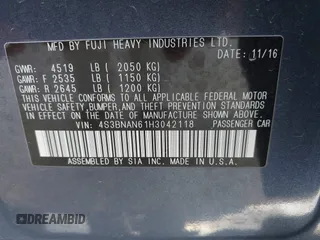 MFD BY FUJI HEAVY INDUSTRIES LTD.
DATE: 11/16
GVWR: 4519 LB ( 2050 KG)
GAWR: F 2535 LB ( 1150 KG)
GAWR: R 2645 LB ( 1200 KG)
THIS VEHICLE CONFORMS TO ALL APPLICABLE FEDERAL MOTOR
VEHICLE SAFETY, BUMPER, AND THEFT PREVENTION
STANDARDS IN EFFECT ON THE DATE OF
MANUFACTURE SHOWN ABOVE.
VIN: 4S3BNAN61H3042118
PASSENGER CAR
ASSEMBLED BY SIA INC. MADE IN U.S.A.
© DREAMBID